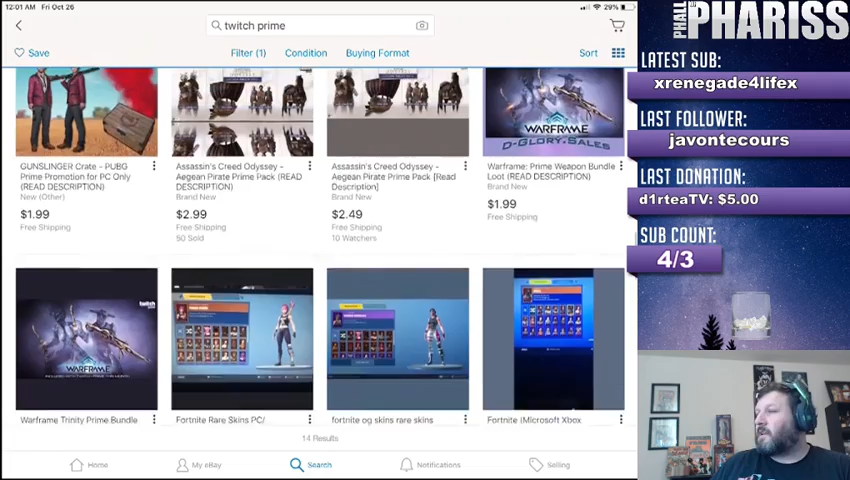 12:01 AM Fri Oct 26
29%
twitch prime
Save
Filter (1)
Condition
Buying Format
Sort
GUNSLINGER Crate - PUBG
Prime Promotion for PC Only
(READ DESCRIPTION)
New (Other)
$1.99
Free Shipping
Assassin's Creed Odyssey -
Aegean Pirate Prime Pack (READ
DESCRIPTION)
Brand New
$2.99
Free Shipping
50 Sold
Assassin's Creed Odyssey -
Aegean Pirate Prime Pack [Read
Description]
Brand New
$2.49
Free Shipping
10 Watchers
WARFRAME
D-GLORY.SALES
Warframe: Prime Weapon Bundle
Loot (READ DESCRIPTION)
Brand New
$1.99
Free Shipping
twitch
WARFRAME
Warframe Trinity Prime Bundle
Fortnite Rare Skins PC/
fortnite og skins rare skins
Fortnite (Microsoft Xbox
14 Results
Home
My eBay
Search
Notifications
Selling
PHALL
PHARISS
LATEST SUB:
xrenegade4lifex
LAST FOLLOWER:
javontecours
LAST DONATION:
d1rteaTV: $5.00
SUB COUNT:
4/3